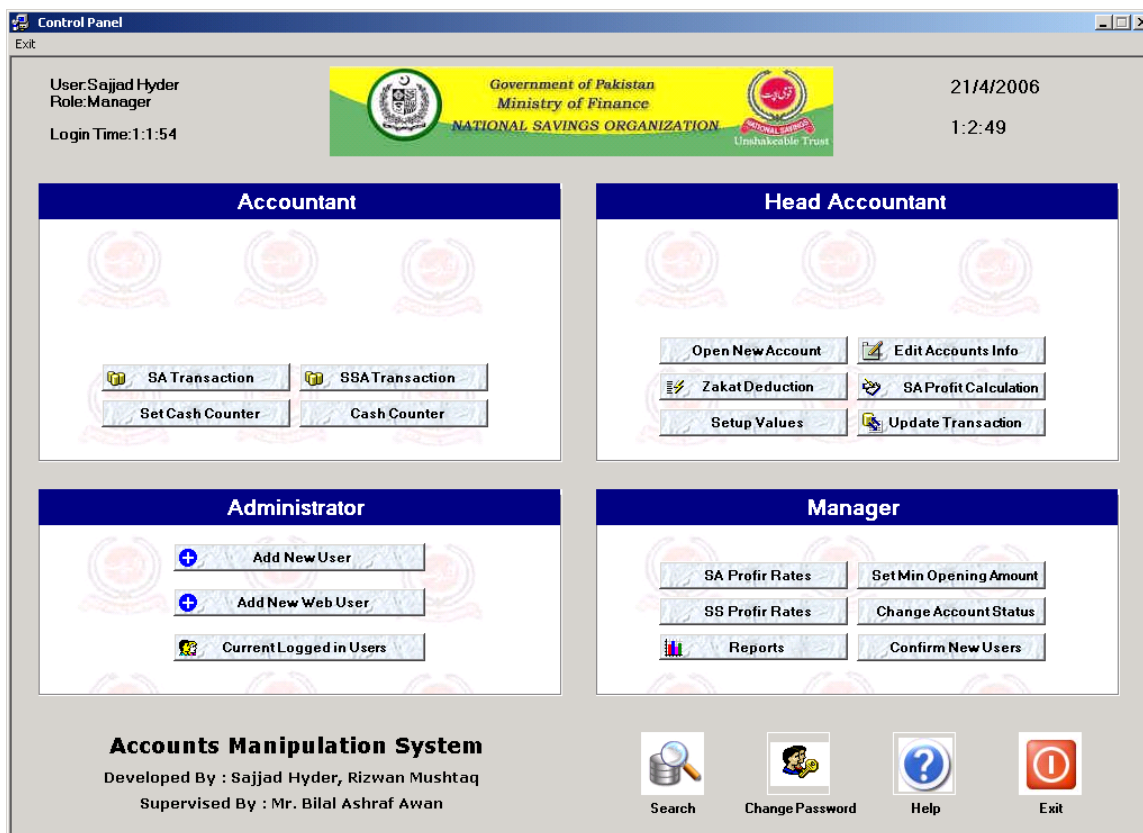 Control Panel
Exit
User:Sajjad Hyder
Role:Manager
Login Time:1:1:54
Government of Pakistan
Ministry of Finance
NATIONAL SAVINGS ORGANIZATION
NATIONAL SAVINGS
Unshakeable Trust
21/4/2006
1:2:49
Accountant
SA Transaction
SSA Transaction
Set Cash Counter
Cash Counter
Head Accountant
Open New Account
Edit Accounts Info
Zakat Deduction
SA Profit Calculation
Setup Values
Update Transaction
Administrator
Add New User
Add New Web User
Current Logged in Users
Manager
SA Profir Rates
Set Min Opening Amount
SS Profir Rates
Change Account Status
Reports
Confirm New Users
Accounts Manipulation System
Developed By : Sajjad Hyder, Rizwan Mushtaq
Supervised By : Mr. Bilal Ashraf Awan
Search
Change Password
Help
Exit